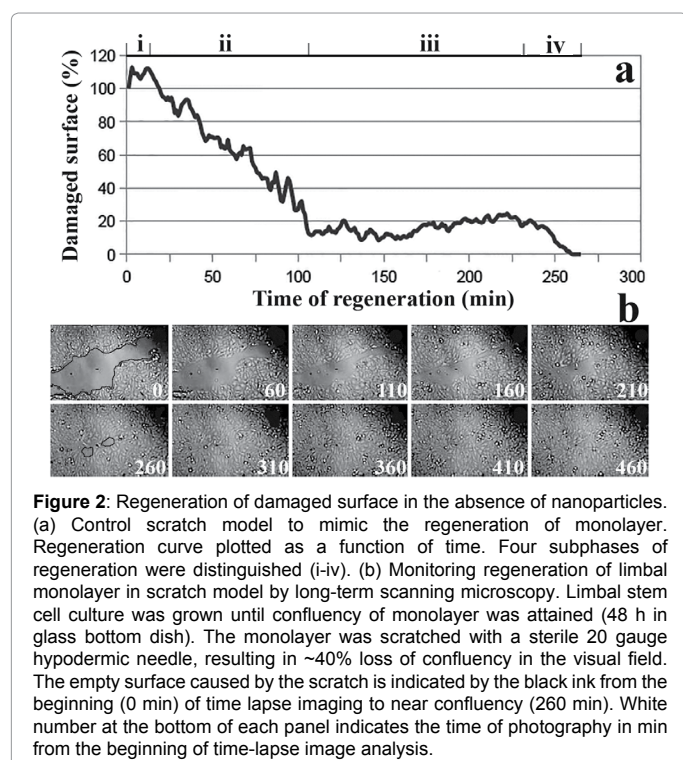 i ii iii iv
120
100
80
60
40
20
0
Damaged surface (%)
a
0 50 100 150 200 250 300
Time of regeneration (min)
b
0 60 110 160 210
260 310 360 410 460
Figure 2: Regeneration of damaged surface in the absence of nanoparticles.
(a) Control scratch model to mimic the regeneration of monolayer.
Regeneration curve plotted as a function of time. Four subphases of
regeneration were distinguished (i-iv). (b) Monitoring regeneration of limbal
monolayer in scratch model by long-term scanning microscopy. Limbal stem
cell culture was grown until confluency of monolayer was attained (48 h in
glass bottom dish). The monolayer was scratched with a sterile 20 gauge
hypodermic needle, resulting in ~40% loss of confluency in the visual field.
The empty surface caused by the scratch is indicated by the black ink from the
beginning (0 min) of time lapse imaging to near confluency (260 min). White
number at the bottom of each panel indicates the time of photography in min
from the beginning of time-lapse image analysis.